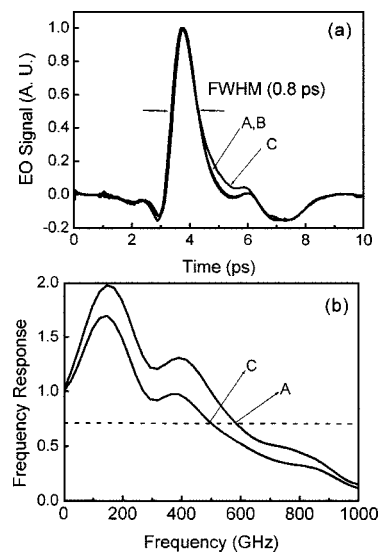 (a)
1.0
0.8
0.6
0.4
0.2
0.0
-0.2
EO Signal (A. U.)
FWHM (0.8 ps)
A,B
C
0 2 4 6 8 10
Time (ps)
(b)
2.0
1.5
1.0
0.5
0.0
Frequency Response
C
A
0 200 400 600 800 1000
Frequency (GHz)